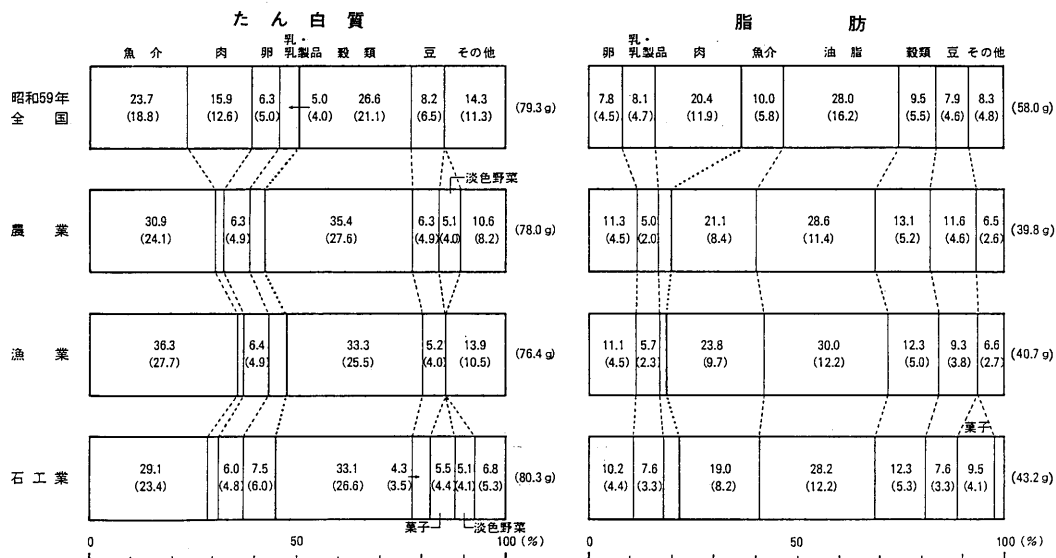 たん白質
魚介 肉 卵 乳・乳製品 穀類 豆 その他
昭和59年
全国
23.7 15.9 6.3 5.0 26.6 8.2 14.3
(18.8) (12.6) (5.0) (4.0) (21.1) (6.5) (11.3)
(79.3g)
淡色野菜
農業
30.9 6.3 35.4 6.3 5.1 10.6
(24.1) (4.9) (27.6) (4.9) (4.0) (8.2)
(78.0g)
漁業
36.3 6.4 33.3 5.2 13.9
(27.7) (4.9) (25.5) (4.0) (10.5)
(76.4g)
石工業
29.1 6.0 7.5 33.1 4.3 5.5 5.1 6.8
(23.4) (4.8) (6.0) (26.6) (3.5) (4.4) (4.1) (5.3)
(80.3g)
菓子 淡色野菜
0 50 100 (%)
脂肪
卵 乳・乳製品 肉 魚介 油脂 穀類 豆 その他
7.8 8.1 20.4 10.0 28.0 9.5 7.9 8.3
(4.5) (4.7) (11.9) (5.8) (16.2) (5.5) (4.6) (4.8)
(58.0g)
11.3 5.0 21.1 28.6 13.1 11.6 6.5
(4.5) (2.0) (8.4) (11.4) (5.2) (4.6) (2.6)
(39.8g)
11.1 5.7 23.8 30.0 12.3 9.3 6.6
(4.5) (2.3) (9.7) (12.2) (5.0) (3.8) (2.7)
(40.7g)
菓子
10.2 7.6 19.0 28.2 12.3 7.6 9.5
(4.4) (3.3) (8.2) (12.2) (5.3) (3.3) (4.1)
(43.2g)
0 50 100 (%)